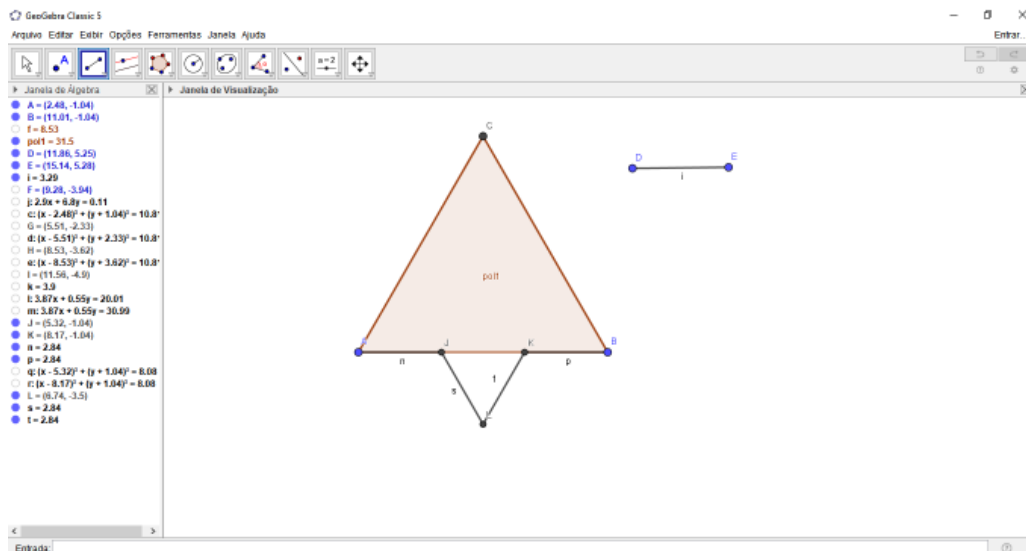 GeoGebra Classic 5
Arquivo Editar Exibir Opções Ferramentas Janela Ajuda
Entrar...
A
a=2
Janela de Álgebra
Janela de Visualização
A = (2.48, -1.04)
B = (11.01, -1.04)
f = 8.53
pol1 = 31.5
D = (11.86, 5.25)
E = (15.14, 5.28)
i = 3.29
F = (9.28, -3.94)
j: 2.9x + 6.8y = 0.11
c: (x - 2.48)² + (y + 1.04)² = 10.8
G = (5.51, -2.33)
d: (x - 5.51)² + (y + 2.33)² = 10.8
H = (8.53, -3.62)
e: (x - 8.53)² + (y + 3.62)² = 10.8
I = (11.56, -4.9)
k = 3.9
l: 3.87x + 0.55y = 20.01
m: 3.87x + 0.55y = 30.99
J = (5.32, -1.04)
K = (8.17, -1.04)
n = 2.84
p = 2.84
q: (x - 5.32)² + (y + 1.04)² = 8.08
r: (x - 8.17)² + (y + 1.04)² = 8.08
L = (6.74, -3.5)
s = 2.84
t = 2.84
C
D
E
i
pol1
A
J
K
B
n
p
t
s
L
Entrada: